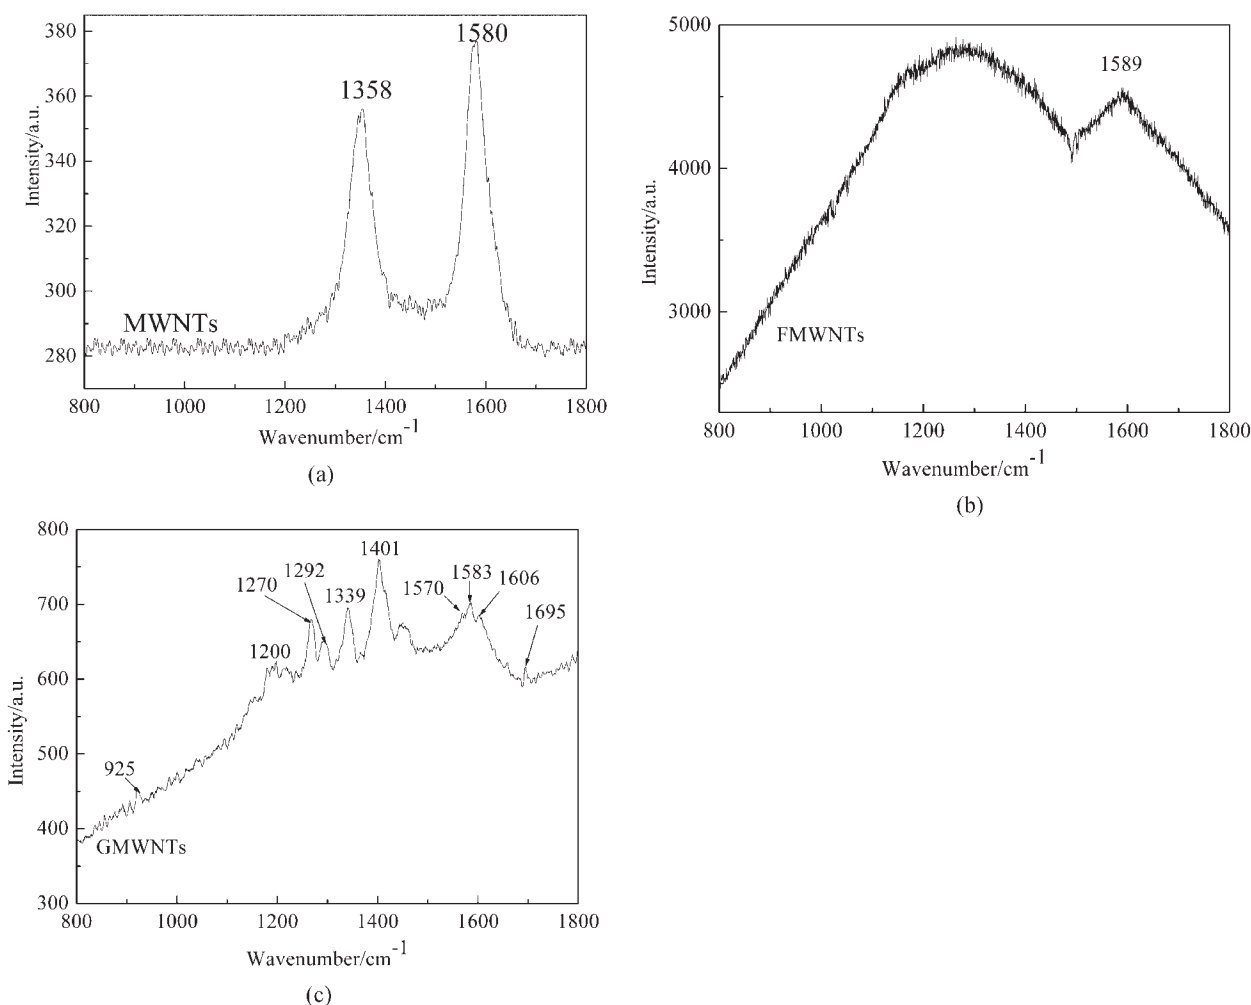 380
360
340
320
300
280
Intensity/a.u.
1358
1580
MWNTs
800 1000 1200 1400 1600 1800
Wavenumber/cm-1
(a)
5000
4000
3000
Intensity/a.u.
1589
FMWNTs
800 1000 1200 1400 1600 1800
Wavenumber/cm-1
(b)
800
700
600
500
400
300
Intensity/a.u.
1401
1292
1270
1339
1200
1583
1570
1606
1695
925
GMWNTs
800 1000 1200 1400 1600 1800
Wavenumber/cm-1
(c)